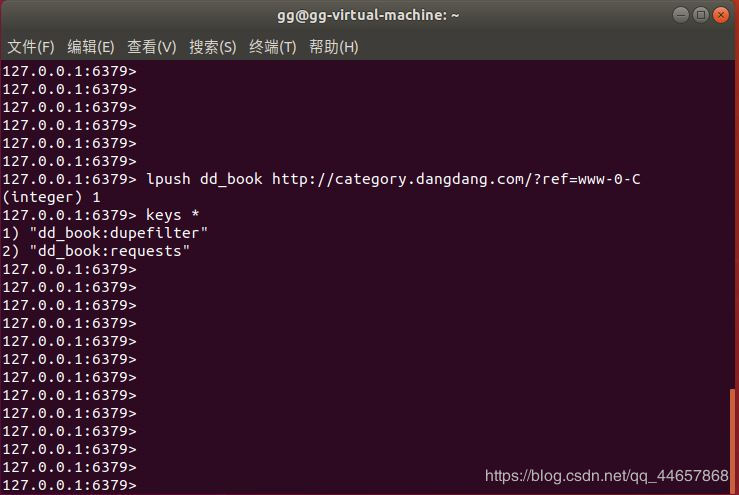 gg@gg-virtual-machine: ~
文件(F) 编辑(E) 查看(V) 搜索(S) 终端(T) 帮助(H)
127.0.0.1:6379>
127.0.0.1:6379>
127.0.0.1:6379>
127.0.0.1:6379>
127.0.0.1:6379>
127.0.0.1:6379>
127.0.0.1:6379> lpush dd_book http://category.dangdang.com/?ref=www-0-C
(integer) 1
127.0.0.1:6379> keys *
1) "dd_book:dupefilter"
2) "dd_book:requests"
127.0.0.1:6379>
127.0.0.1:6379>
127.0.0.1:6379>
127.0.0.1:6379>
127.0.0.1:6379>
127.0.0.1:6379>
127.0.0.1:6379>
127.0.0.1:6379>
127.0.0.1:6379>
127.0.0.1:6379>
127.0.0.1:6379>
127.0.0.1:6379>
127.0.0.1:6379>
https://blog.csdn.net/qq_44657868